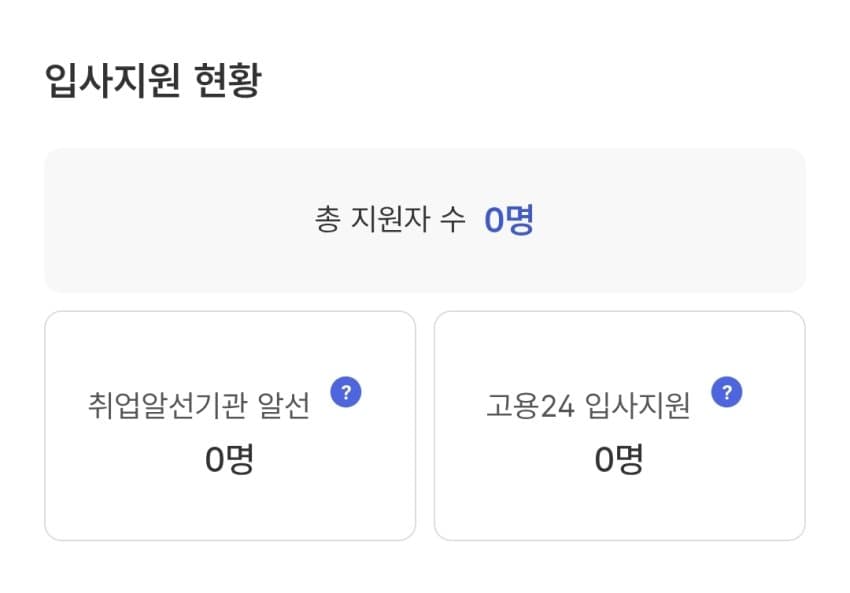 입사지원 현황
총 지원자 수 0명
취업알선기관 알선 ?
0명
고용24 입사지원 ?
0명